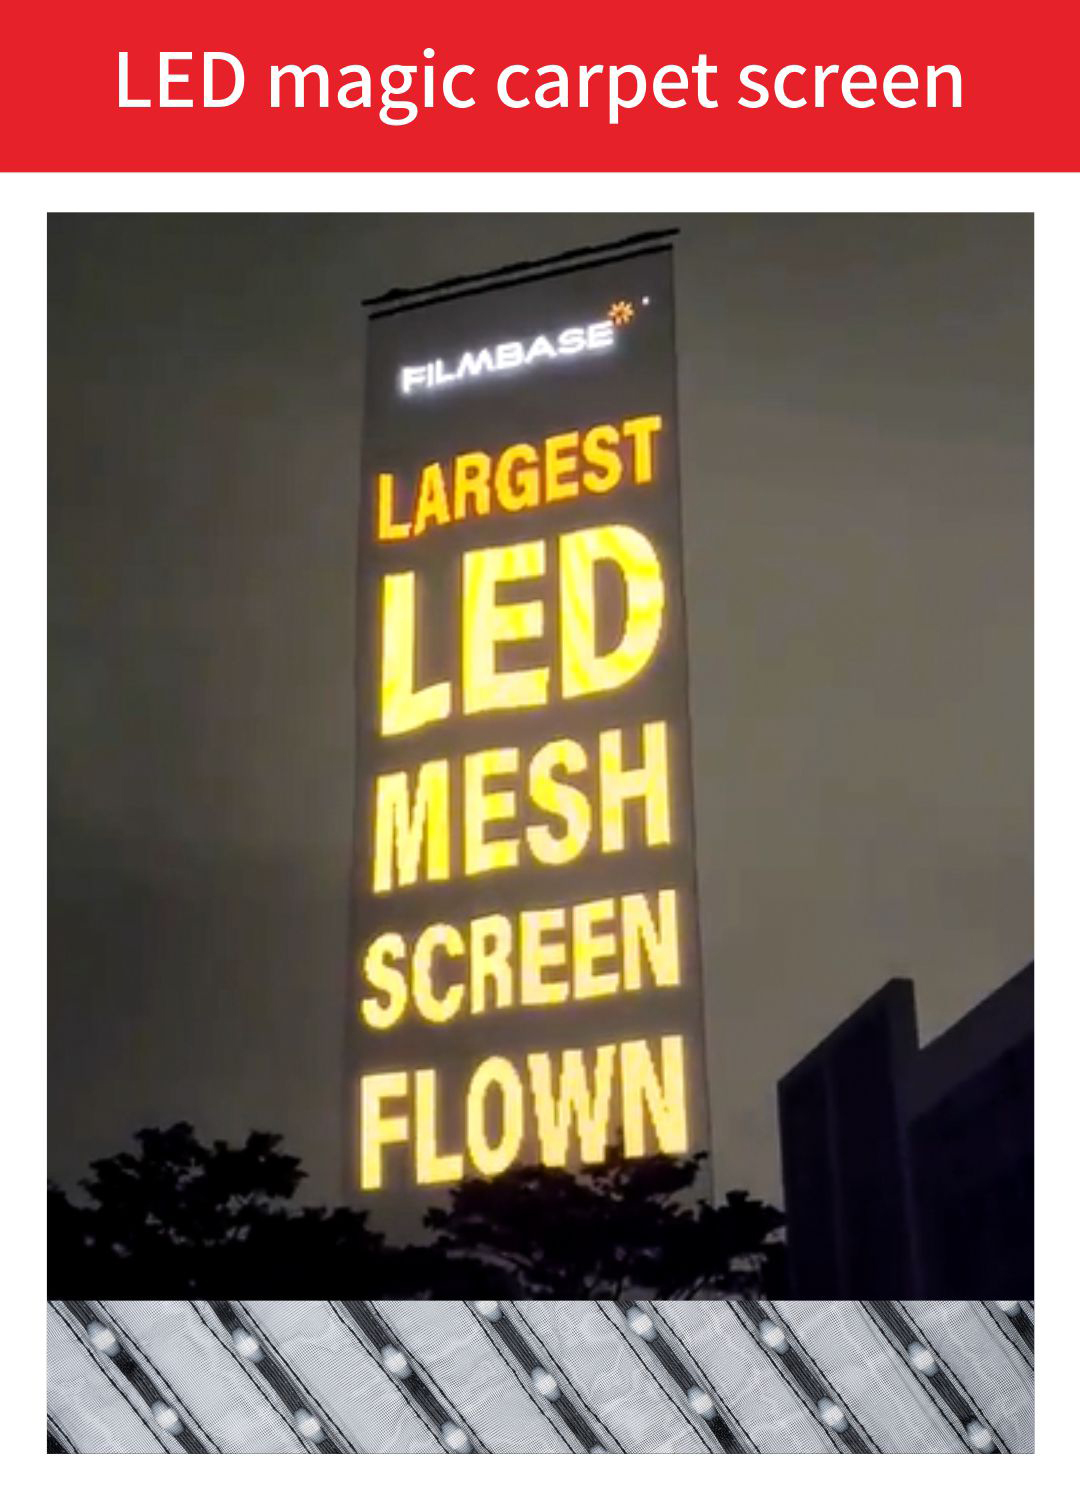 LED magic carpet screen
FILMBASE
LARGEST
LED
MESH
SCREEN
FLOWN